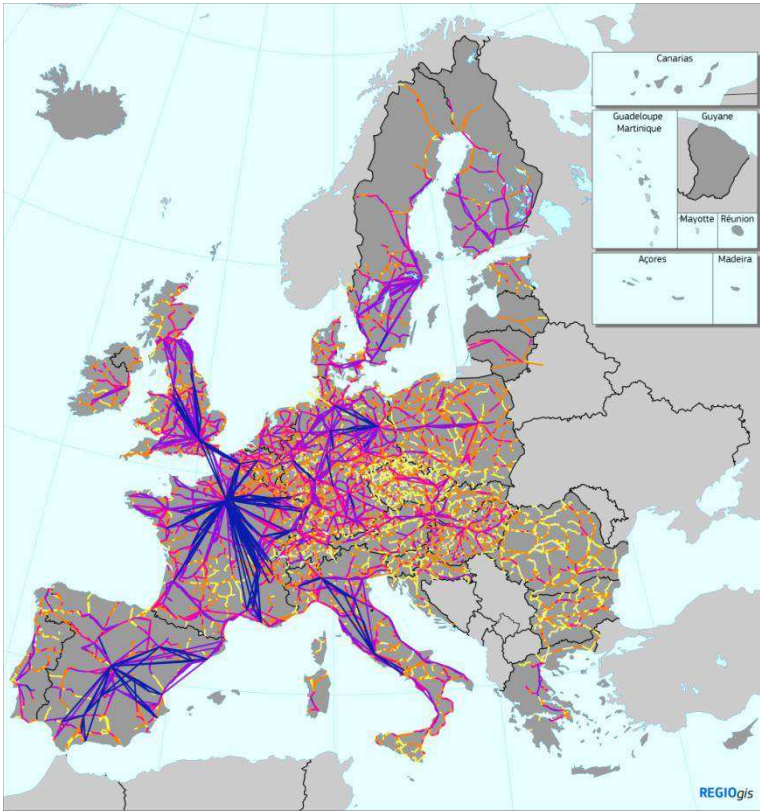 Canarias
Guadeloupe
Martinique
Guyane
Mayotte
Réunion
Açores
Madeira
REGIOgis